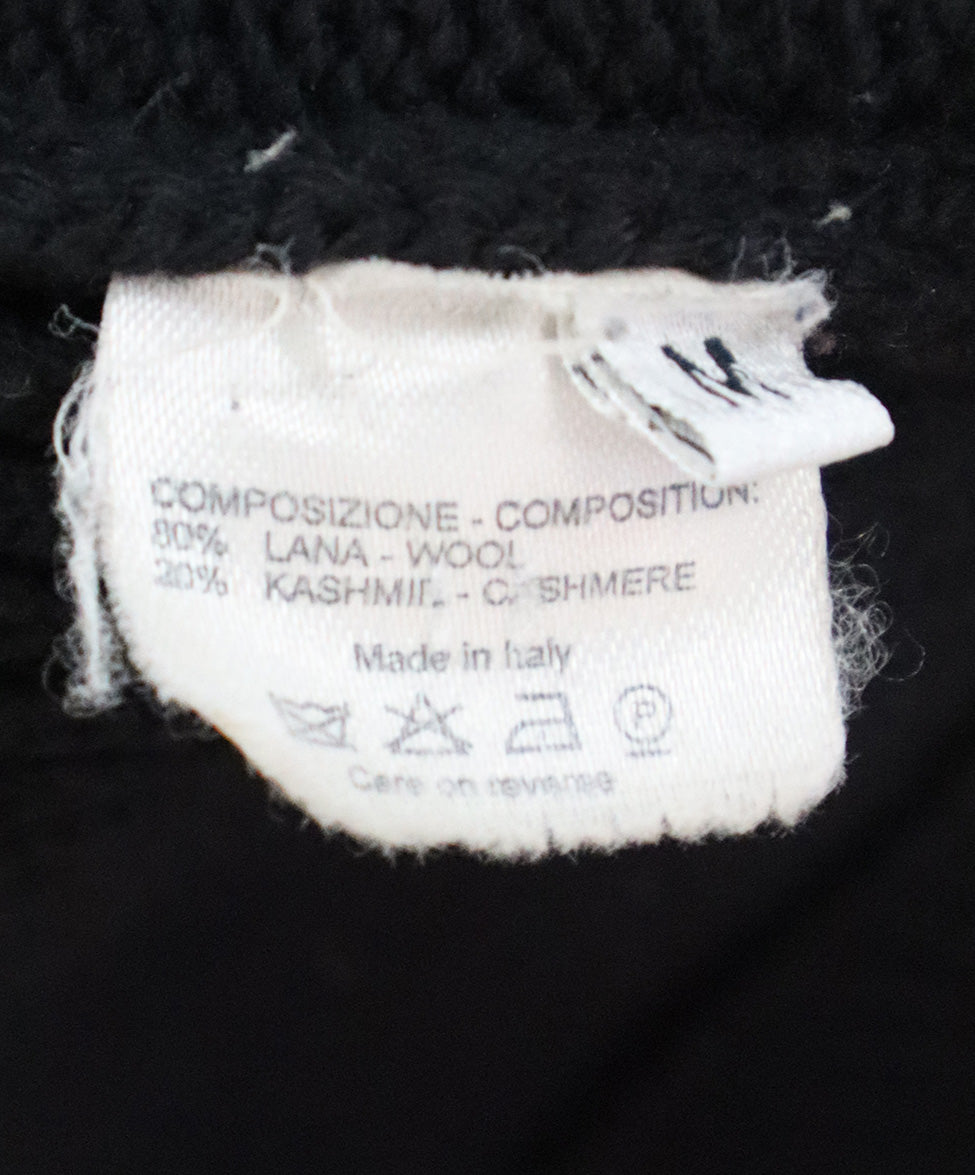 M
COMPOSIZIONE - COMPOSITION:
80% LANA - WOOL
20% KASHMIR - CASHMERE
Made in Italy
P
Care on reverse